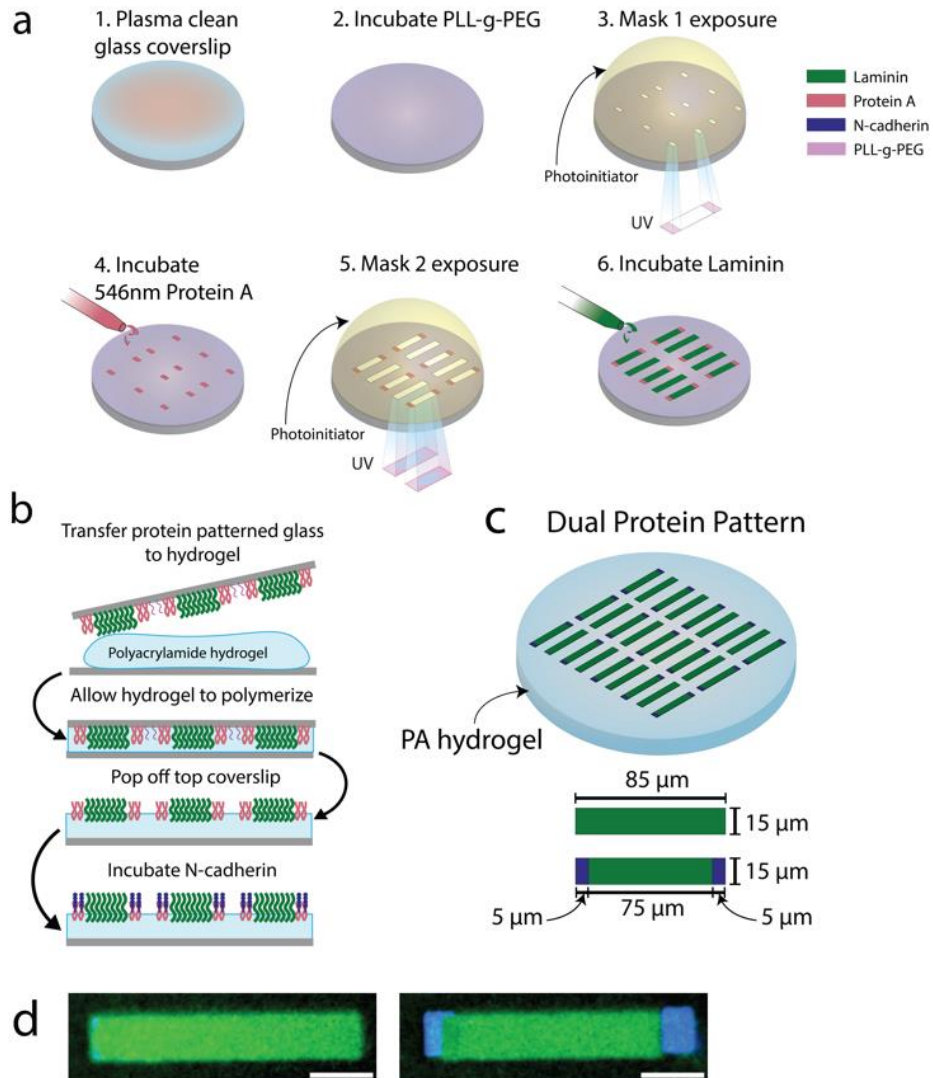 a
1. Plasma clean
glass coverslip
2. Incubate PLL-g-PEG
3. Mask 1 exposure
Photoinitiator
UV
Laminin
Protein A
N-cadherin
PLL-g-PEG
4. Incubate
546nm Protein A
5. Mask 2 exposure
Photoinitiator
UV
6. Incubate Laminin
b
Transfer protein patterned glass
to hydrogel
Polyacrylamide hydrogel
Allow hydrogel to polymerize
Pop off top coverslip
Incubate N-cadherin
c
Dual Protein Pattern
PA hydrogel
85 μm
15 μm
15 μm
5 μm
75 μm
5 μm
d